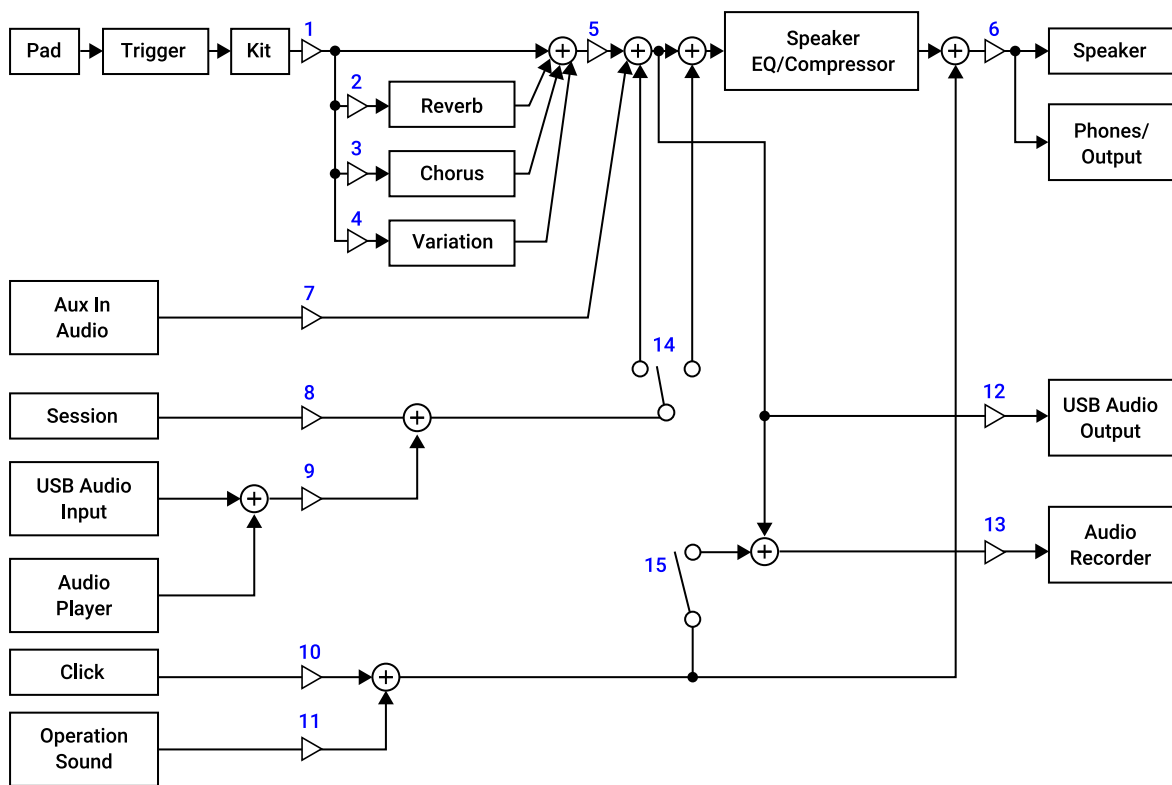 1
5
6
Pad
Trigger
Kit
Speaker
EQ/Compressor
Speaker
2
Reverb
Phones/
Output
3
Chorus
4
Variation
7
Aux In
Audio
14
8
12
Session
USB Audio
Output
9
USB Audio
Input
13
15
Audio
Recorder
Audio
Player
10
Click
11
Operation
Sound